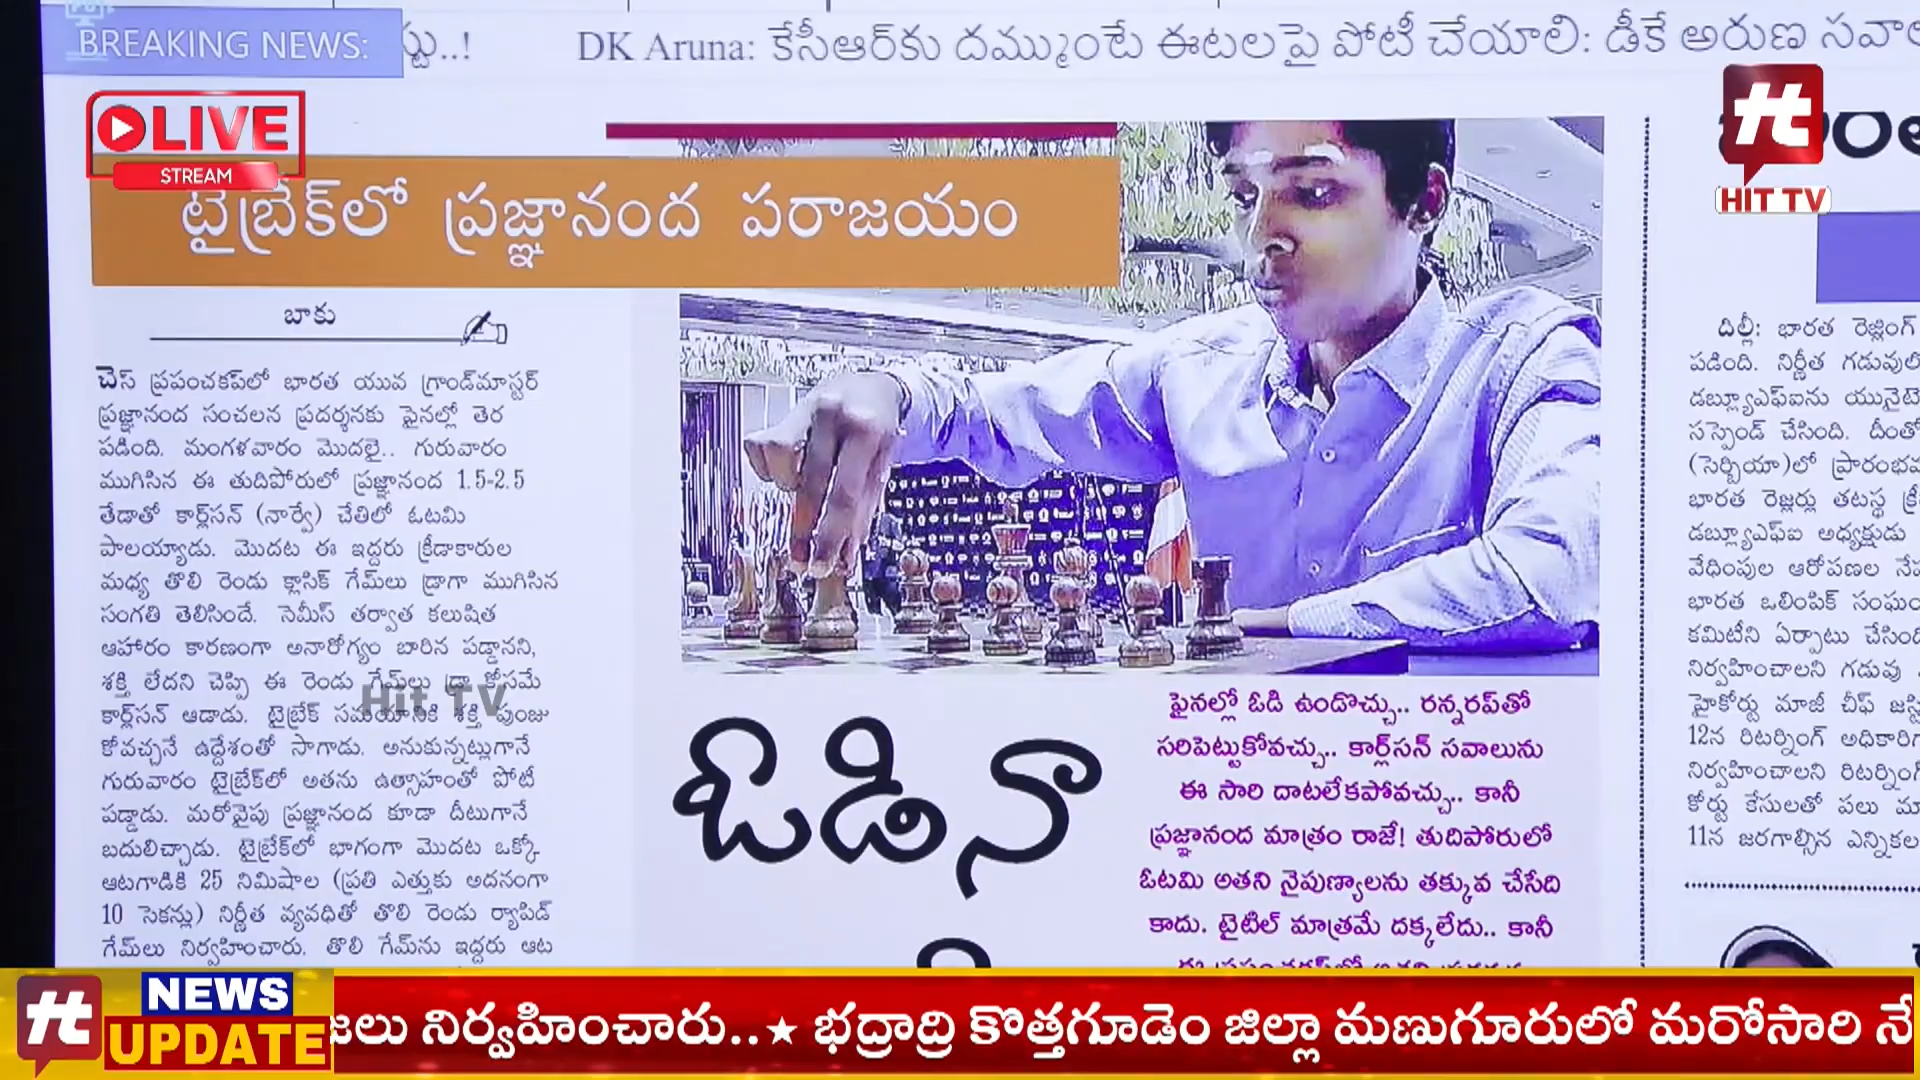 BREAKING NEWS:
స్టు..! DK Aruna: కేసీఆర్‌కు దమ్ముంటే ఈటలపై పోటీ చేయాలి: డీకే అరుణ
LIVE
STREAM
HIT TV
టైబ్రేక్‌లో ప్రజ్ఞానంద పరాజయం
బాకు
చెస్ ప్రపంచకప్‌లో భారత యువ గ్రాండ్‌మాస్టర్
ప్రజ్ఞానంద సంచలన ప్రదర్శనకు ఫైనల్లో తెర
పడింది. మంగళవారం మొదలై.. గురువారం
ముగిసిన ఈ తుదిపోరులో ప్రజ్ఞానంద 1.5-2.5
తేడాతో కార్ల్‌సన్ (నార్వే) చేతిలో ఓటమి
పాలయ్యాడు. మొదట ఈ ఇద్దరు క్రీడాకారుల
మధ్య తొలి రెండు క్లాసిక్ గేమ్‌లు డ్రాగా ముగిసిన
సంగతి తెలిసిందే. సెమీస్ తర్వాత కలుషిత
ఆహారం కారణంగా అనారోగ్యం బారిన పడ్డానని,
శక్తి లేదని చెప్పి ఈ రెండు గేమ్‌లు డ్రా కోసమే
కార్ల్‌సన్ ఆడాడు. టైబ్రేక్ సమయానికి శక్తి పుంజు
కోవచ్చనే ఉద్దేశంతో సాగాడు. అనుకున్నట్లుగానే
గురువారం టైబ్రేక్‌లో అతను ఉత్సాహంతో పోటీ
పడ్డాడు. మరోవైపు ప్రజ్ఞానంద కూడా దీటుగానే
బదులిచ్చాడు. టైబ్రేక్‌లో భాగంగా మొదట ఒక్కో
ఆటగాడికి 25 నిమిషాల (ప్రతి ఎత్తుకు అదనంగా
10 సెకన్లు) నిర్ణీత వ్యవధితో తొలి రెండు ర్యాపిడ్
గేమ్‌లు నిర్వహించారు. తొలి గేమ్‌ను ఇద్దరు ఆట
Hit TV
ఓడినా
ఫైనల్లో ఓడి ఉండొచ్చు.. రన్నరప్‌తో
సరిపెట్టుకోవచ్చు.. కార్ల్‌సన్ సవాలును
ఈ సారి దాటలేకపోవచ్చు.. కానీ
ప్రజ్ఞానంద మాత్రం రాజే! తుదిపోరులో
ఓటమి అతని నైపుణ్యాలను తక్కువ చేసేది
కాదు. టైటిల్ మాత్రమే దక్కలేదు.. కానీ
దిల్లీ: భారత రెజ్లింగ్
పడింది. నిర్ణీత గడువులో
డబ్ల్యూఎఫ్‌ఐను
సస్పెండ్ చేసింది. దీంతో
(సెర్బియా)లో
భారత రెజ్లర్లు తటస్థ
డబ్ల్యూఎఫ్‌ఐ అధ్యక్షుడు
వేధింపుల ఆరోపణల
భారత ఒలింపిక్ సంఘం
కమిటీని ఏర్పాటు
నిర్వహించాలని గడువు
హైకోర్టు మాజీ చీఫ్
12న రిటర్నింగ్
నిర్వహించాలని
కోర్టు కేసులతో పలు
11న జరగాల్సిన
NEWS
UPDATE
జలు నిర్వహించారు..★ భద్రాద్రి కొత్తగూడెం జిల్లా మణుగూరులో మరోసారి